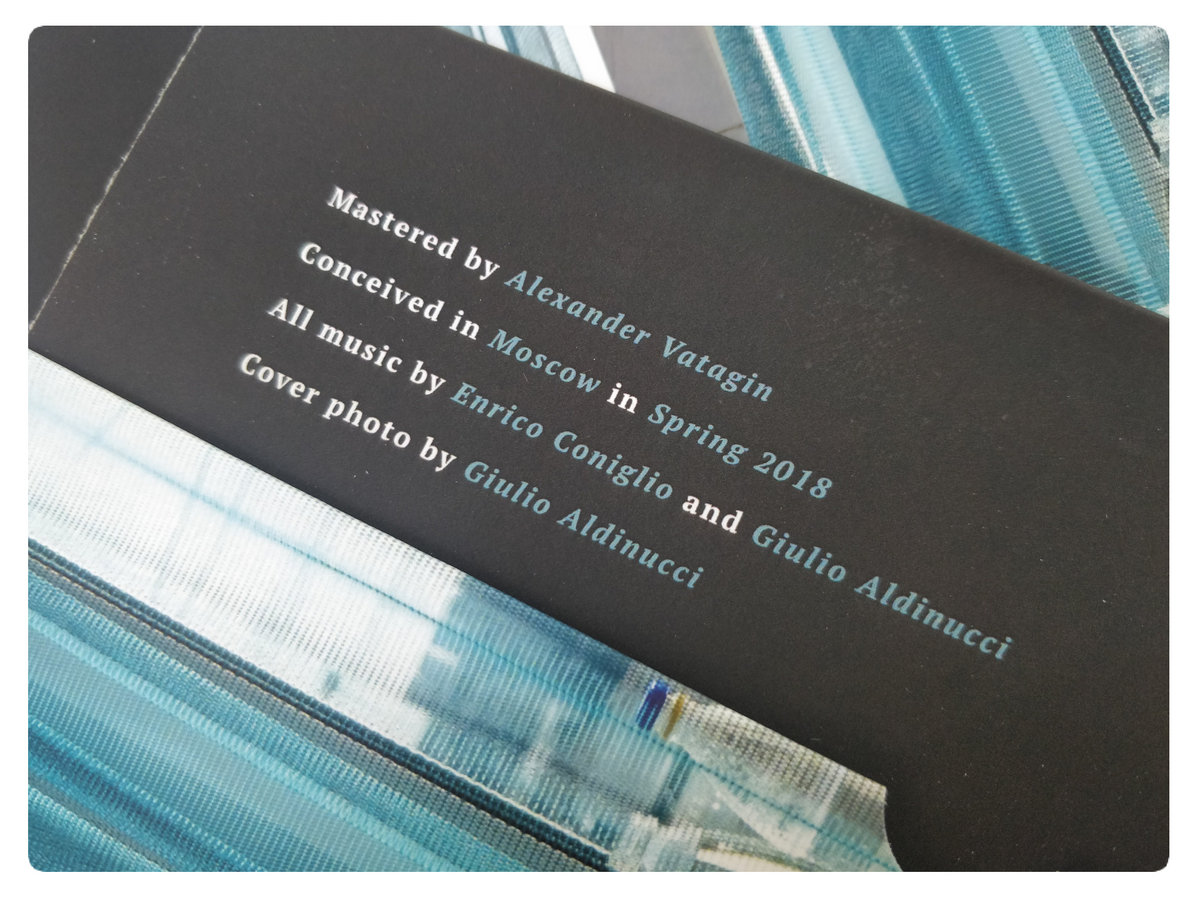 Mastered by Alexander Vatagin
Conceived in Moscow in Spring 2018
All music by Enrico Coniglio and Giulio Aldinucci
Cover photo by Giulio Aldinucci